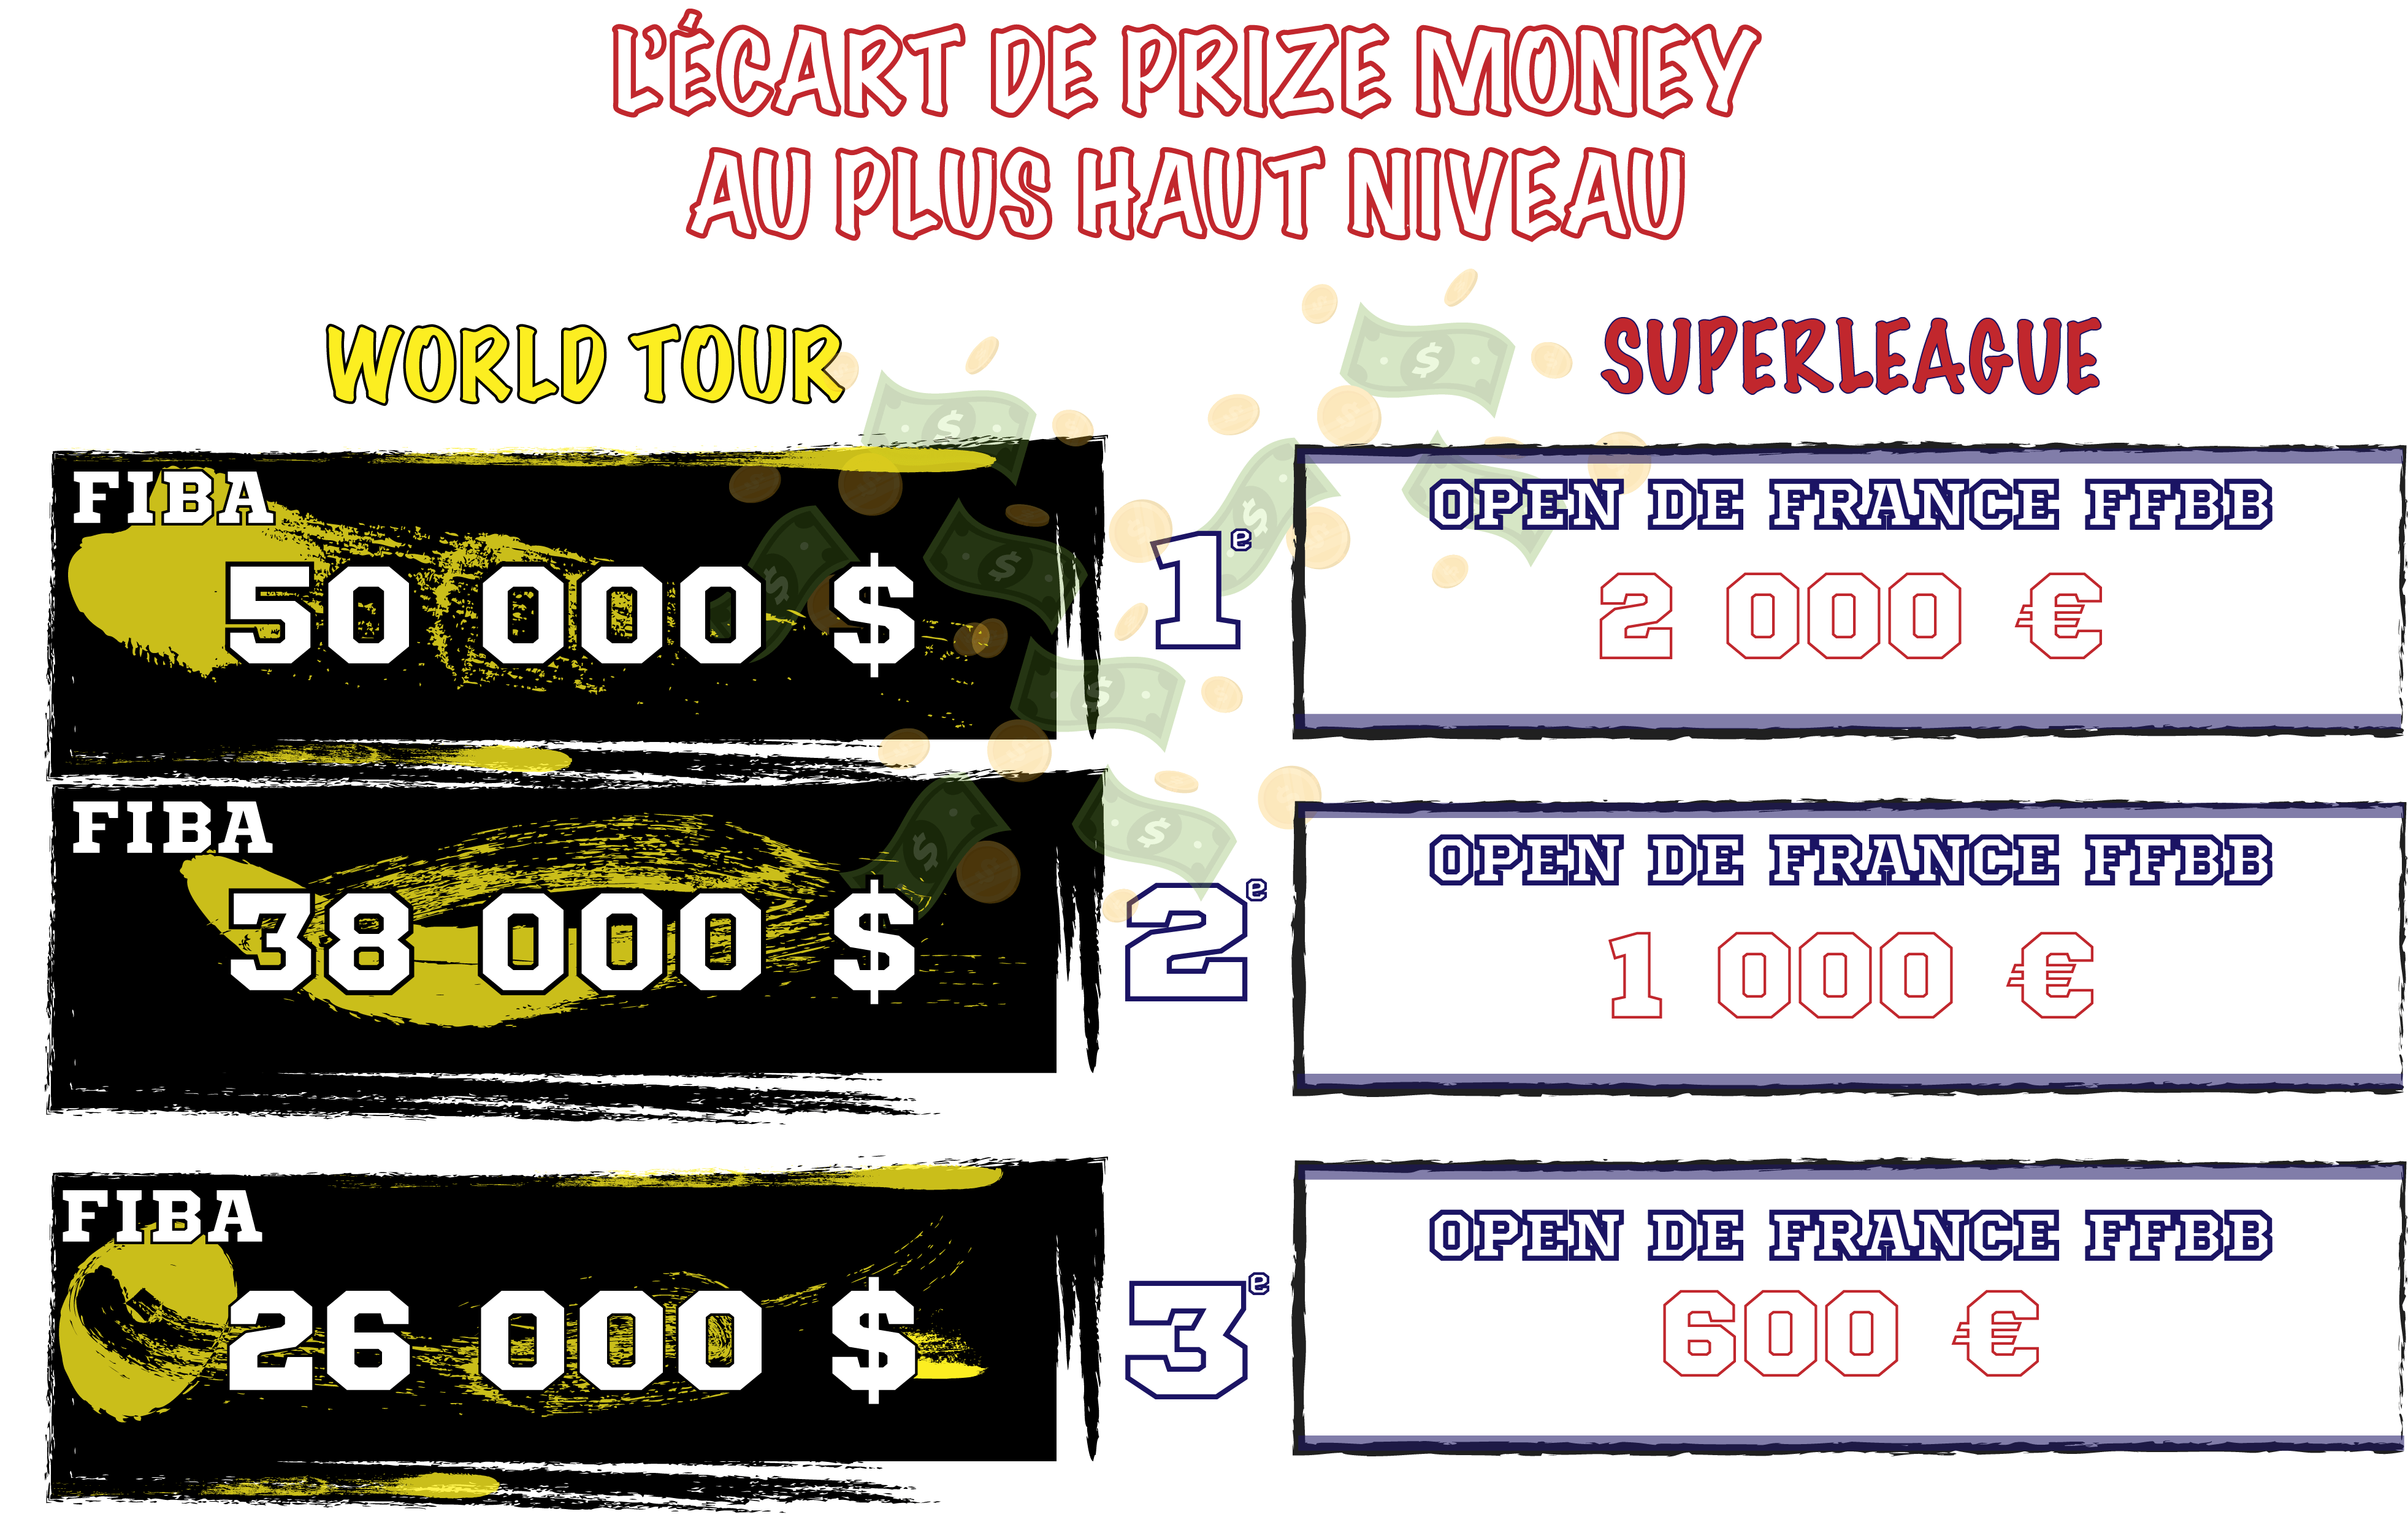 L'ÉCART DE PRIZE MONEY
AU PLUS HAUT NIVEAU
WORLD TOUR
SUPERLEAGUE
FIBA
50 000 $
1e
OPEN DE FRANCE FFBB
2 000 €
FIBA
38 000 $
2e
OPEN DE FRANCE FFBB
1 000 €
FIBA
26 000 $
3e
OPEN DE FRANCE FFBB
600 €